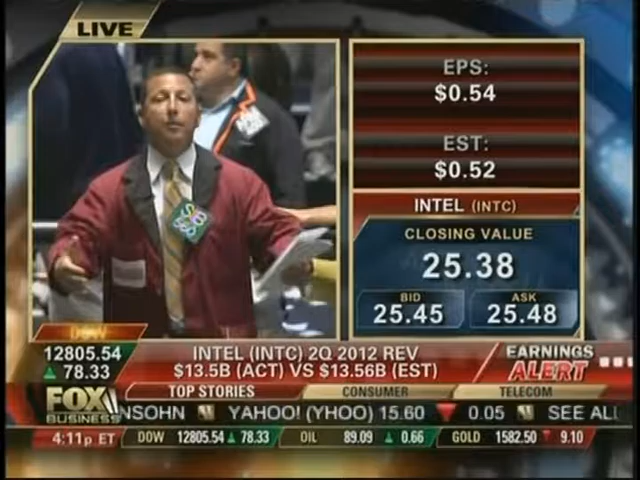 LIVE
EPS:
$0.54
EST:
$0.52
INTEL (INTC)
CLOSING VALUE
25.38
BID
25.45
ASK
25.48
DOW
12805.54
78.33
INTEL (INTC) 2Q 2012 REV
$13.5B (ACT) VS $13.56B (EST)
EARNINGS
ALERT
TOP STORIES CONSUMER TELECOM
FOX
BUSINESS
NSOHN YAHOO! (YHOO) 15.60 0.05 SEE ALL
4:11p ET DOW 12805.54 78.33 OIL 89.09 0.66 GOLD 1582.50 9.10